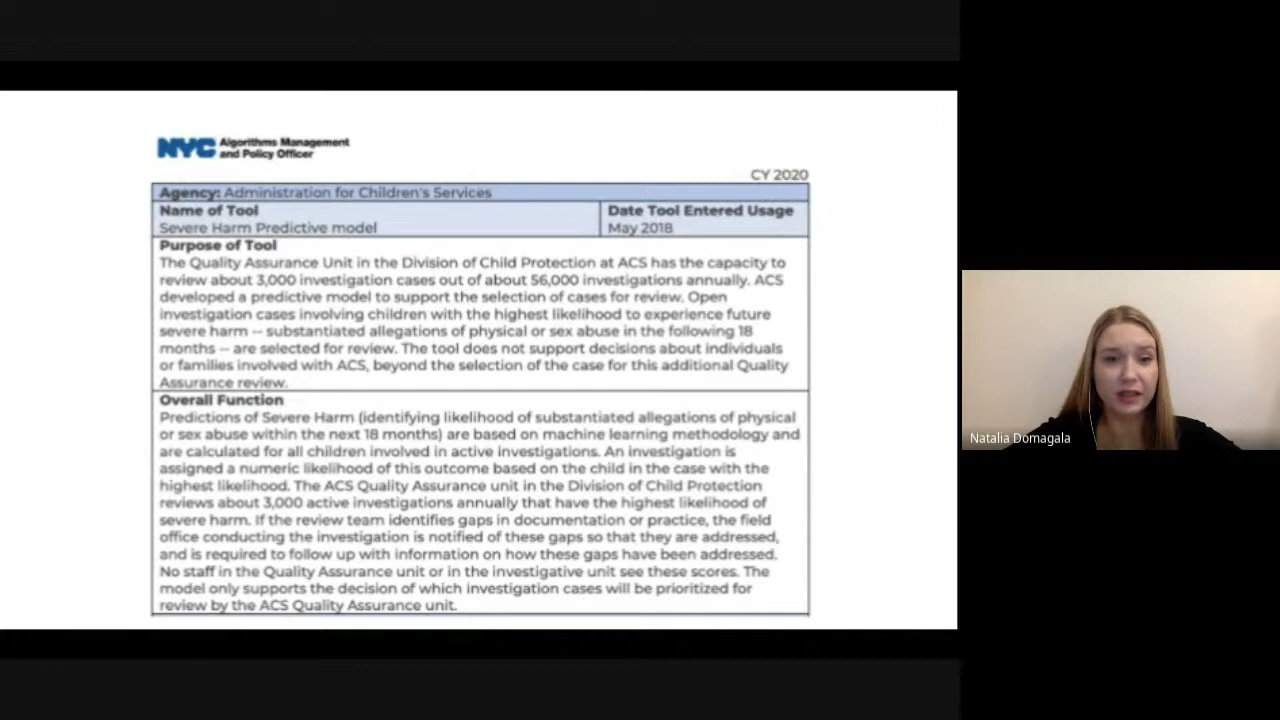 NYC Algorithms Management
and Policy Officer
CY 2020
Agency: Administration for Children's Services
Name of Tool
Severe Harm Predictive model
Date Tool Entered Usage
May 2018
Purpose of Tool
The Quality Assurance Unit in the Division of Child Protection at ACS has the capacity to
review about 3,000 investigation cases out of about 56,000 investigations annually. ACS
developed a predictive model to support the selection of cases for review. Open
investigation cases involving children with the highest likelihood to experience future
severe harm -- substantiated allegations of physical or sex abuse in the following 18
months -- are selected for review. The tool does not support decisions about individuals
or families involved with ACS, beyond the selection of the case for this additional Quality
Assurance review.
Overall Function
Predictions of Severe Harm (identifying likelihood of substantiated allegations of physical
or sex abuse within the next 18 months) are based on machine learning methodology and
are calculated for all children involved in active investigations. An investigation is
assigned a numeric likelihood of this outcome based on the child in the case with the
highest likelihood. The ACS Quality Assurance unit in the Division of Child Protection
reviews about 3,000 active investigations annually that have the highest likelihood of
severe harm. If the review team identifies gaps in documentation or practice, the field
office conducting the investigation is notified of these gaps so that they are addressed,
and is required to follow up with information on how these gaps have been addressed.
No staff in the Quality Assurance unit or in the investigative unit see these scores. The
model only supports the decision of which investigation cases will be prioritized for
review by the ACS Quality Assurance unit.
Natalia Domagala